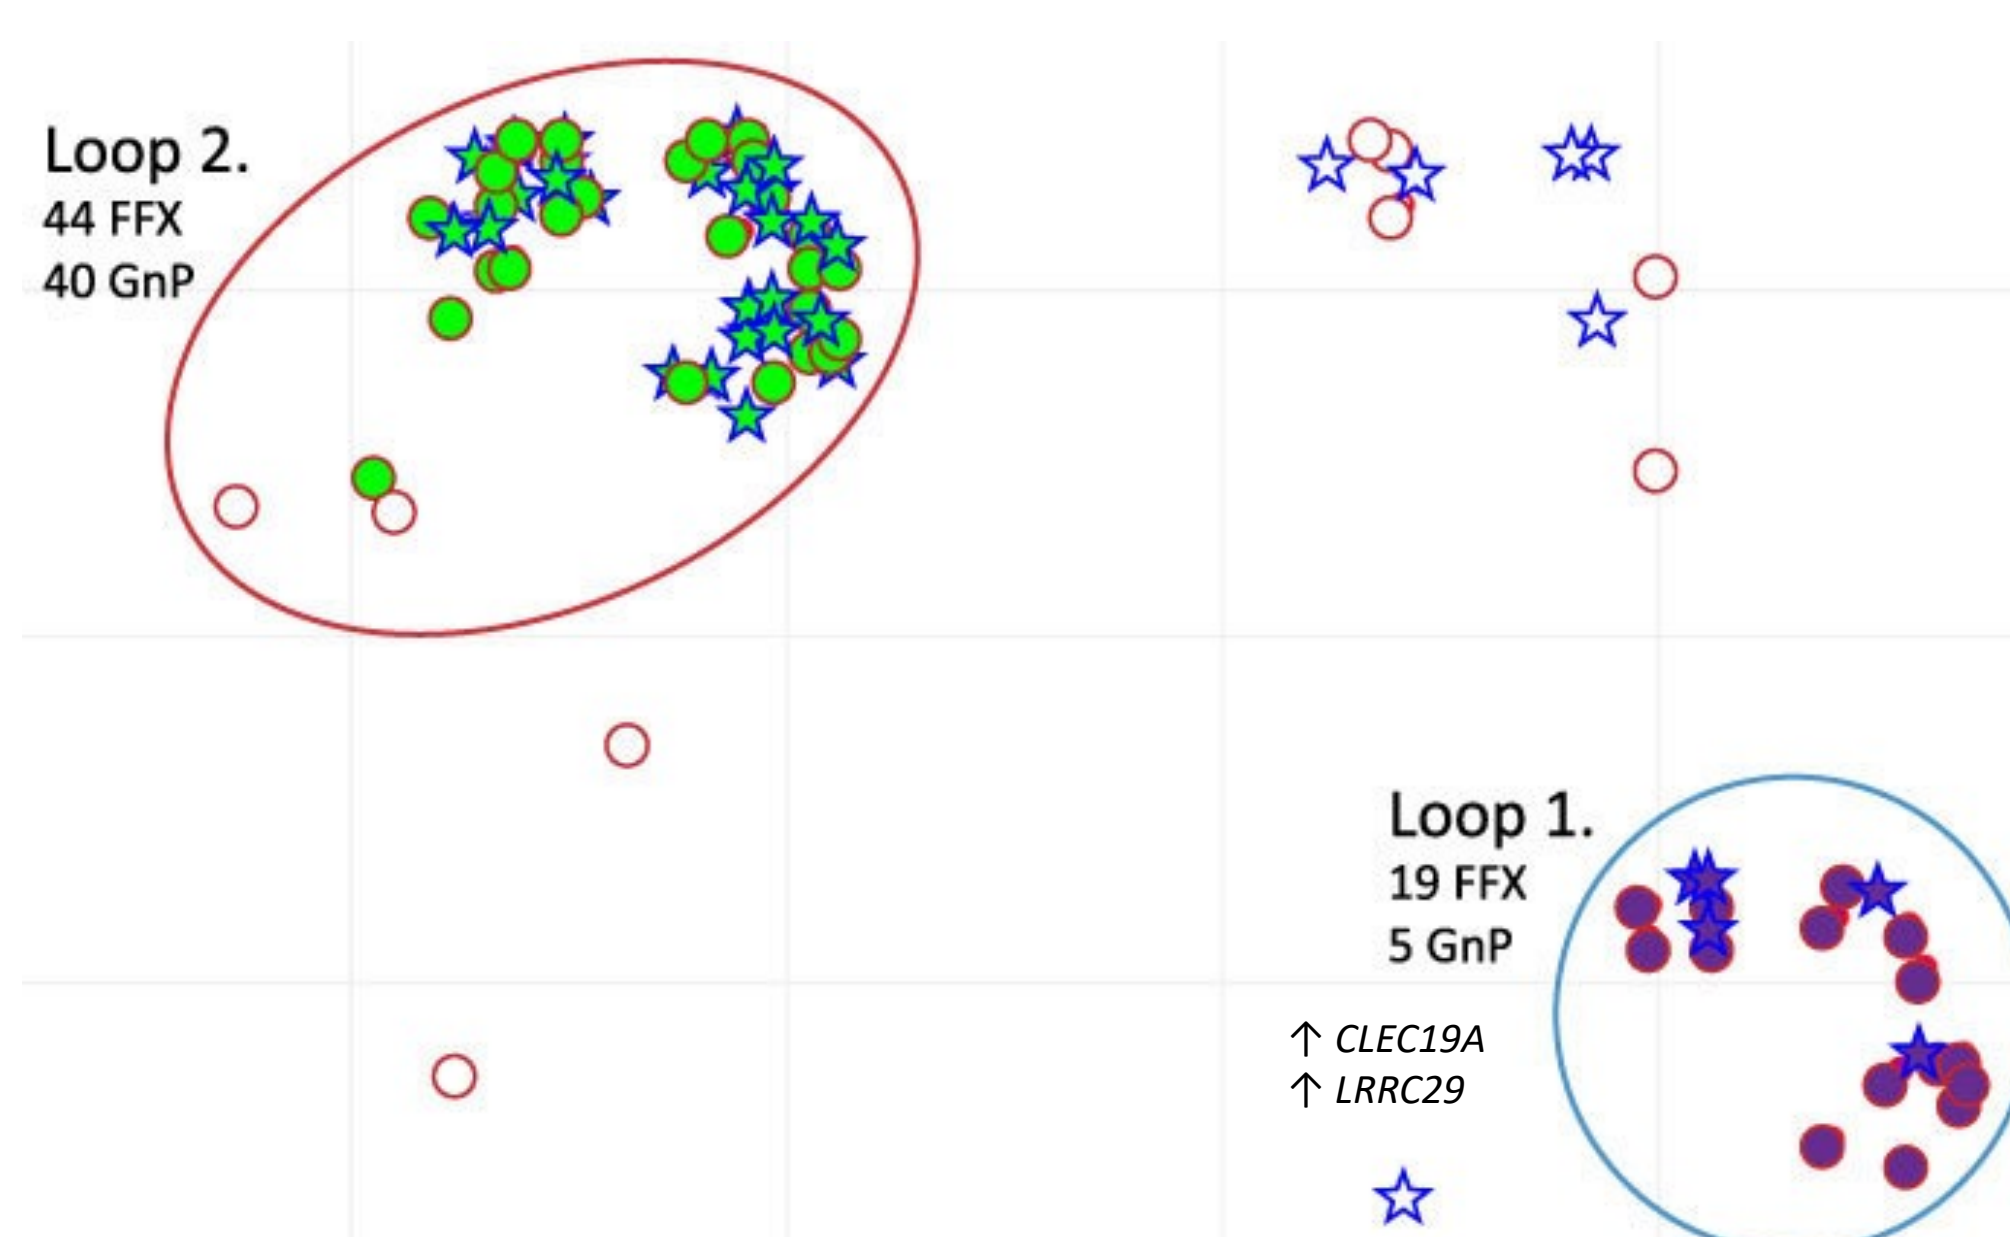 Loop 2.
44 FFX
40 GnP
Loop 1.
19 FFX
5 GnP
↑ CLEC19A
↑ LRRC29